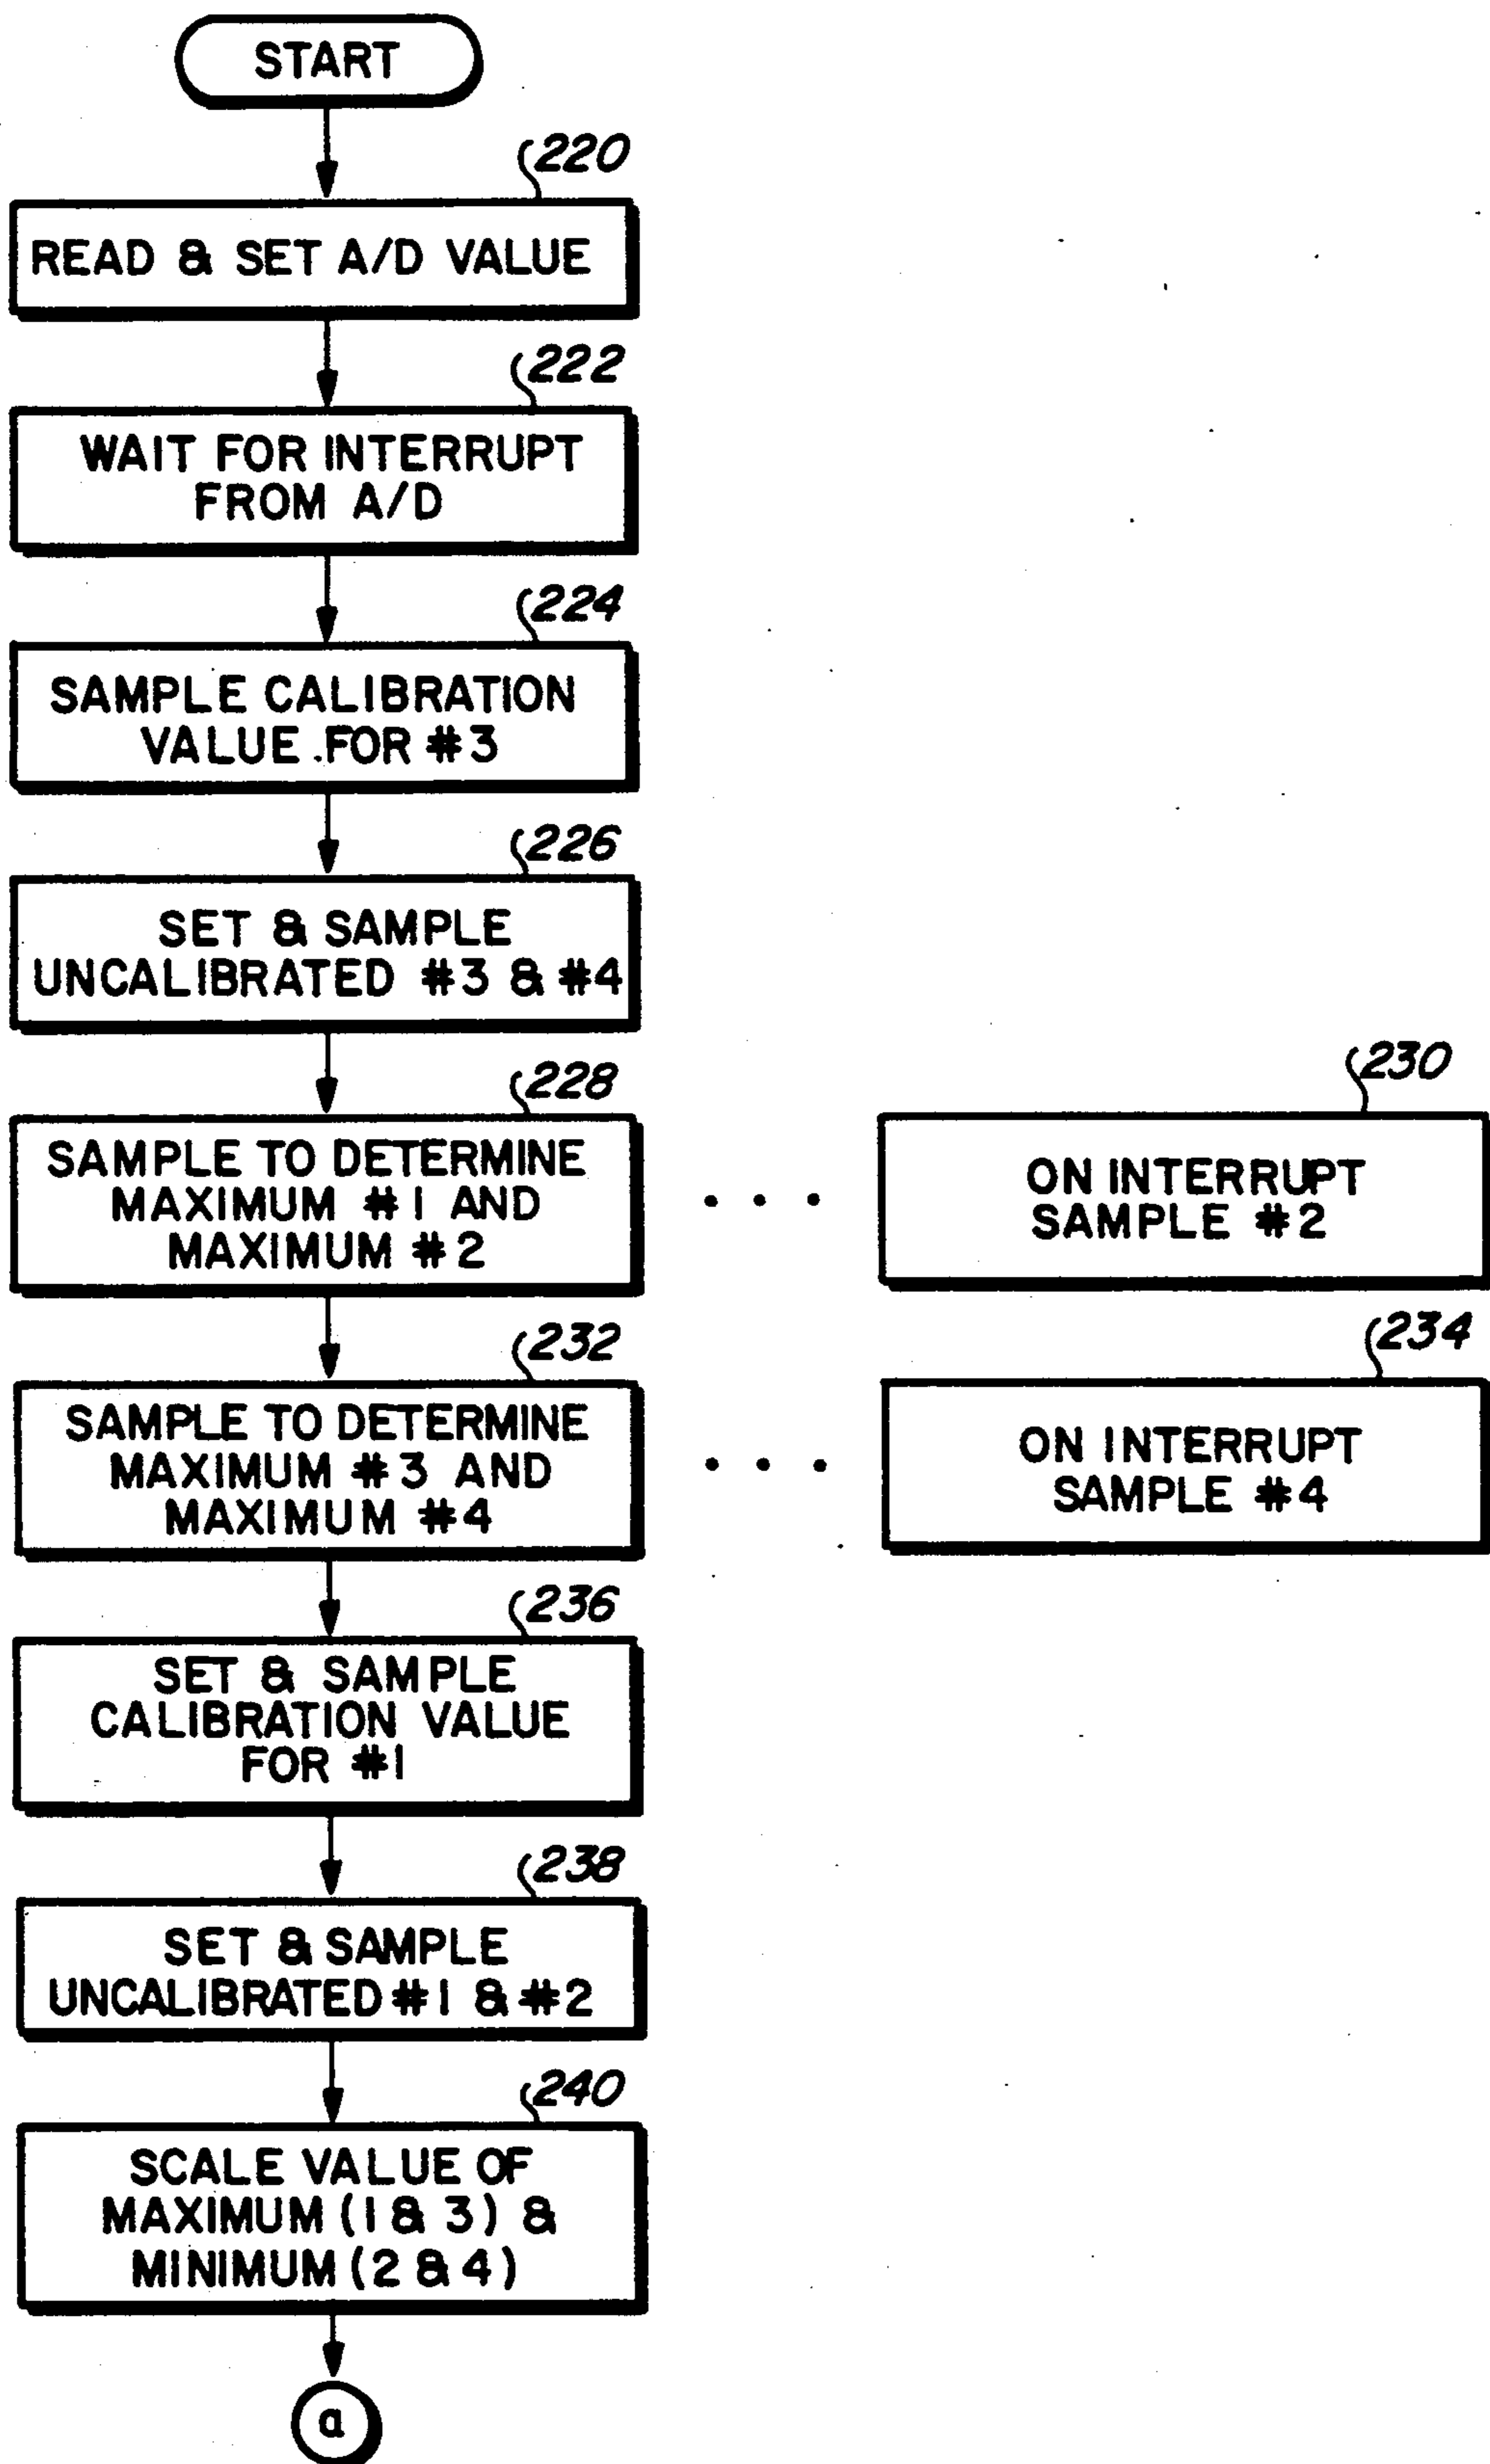 START
220
READ & SET A/D VALUE
222
WAIT FOR INTERRUPT
FROM A/D
224
SAMPLE CALIBRATION
VALUE FOR #3
226
SET & SAMPLE
UNCALIBRATED #3 & #4
228
SAMPLE TO DETERMINE
MAXIMUM #1 AND
MAXIMUM #2
230
ON INTERRUPT
SAMPLE #2
232
SAMPLE TO DETERMINE
MAXIMUM #3 AND
MAXIMUM #4
234
ON INTERRUPT
SAMPLE #4
236
SET & SAMPLE
CALIBRATION VALUE
FOR #1
238
SET & SAMPLE
UNCALIBRATED #1 & #2
240
SCALE VALUE OF
MAXIMUM (1 & 3) &
MINIMUM (2 & 4)
a